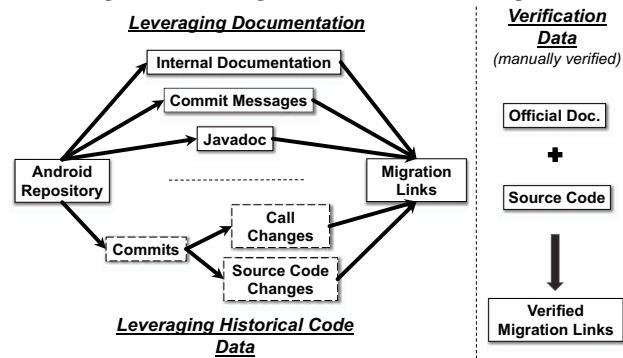 Leveraging Documentation
Internal Documentation
Commit Messages
Javadoc
Android
Repository
Migration
Links
Commits
Call
Changes
Source Code
Changes
Leveraging Historical Code
Data
Verification
Data
(manually verified)
Official Doc.
Source Code
Verified
Migration Links